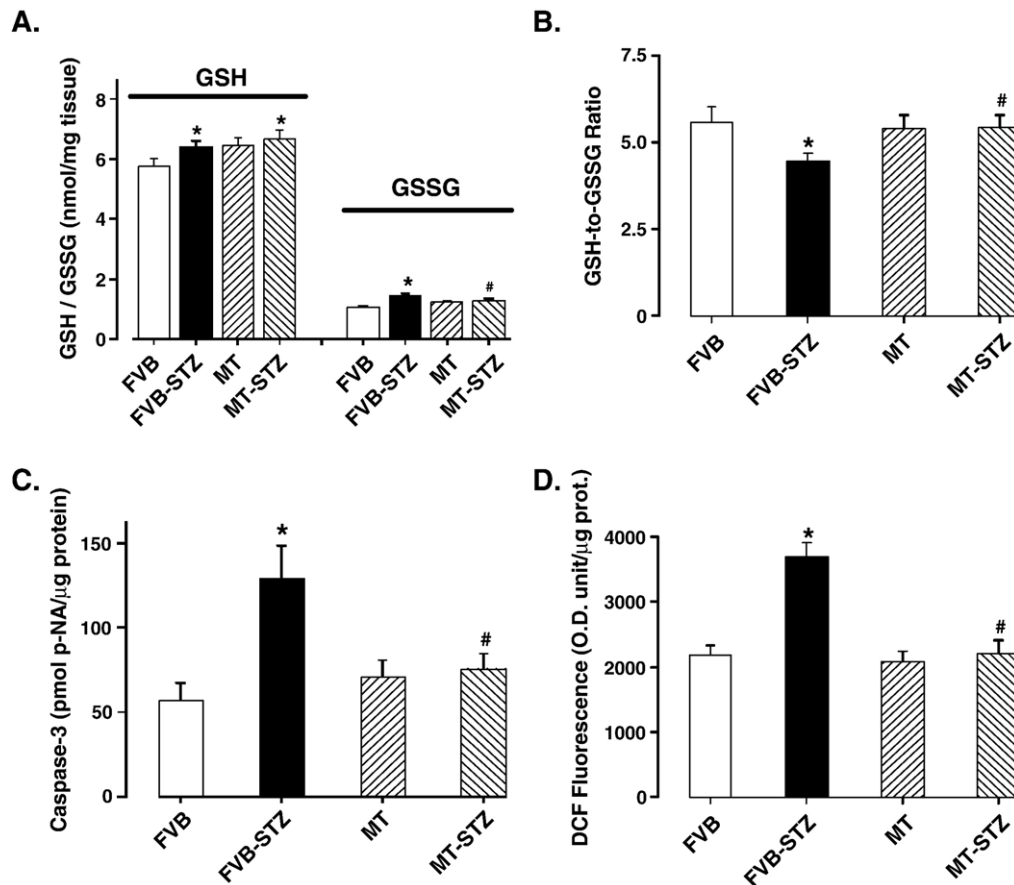 A.
GSH / GSSG (nmol/mg tissue)
8
6
4
2
0
GSH
* *
GSSG
* #
FVB
FVB-STZ
MT
MT-STZ
FVB
FVB-STZ
MT
MT-STZ
B.
GSH-to-GSSG Ratio
7.5
5.0
2.5
0
*
#
FVB
FVB-STZ
MT
MT-STZ
C.
Caspase-3 (pmol p-NA/µg protein)
150
100
50
0
*
#
FVB
FVB-STZ
MT
MT-STZ
D.
DCF Fluorescence (O.D. unit/µg prot.)
4000
3000
2000
1000
0
*
#
FVB
FVB-STZ
MT
MT-STZ